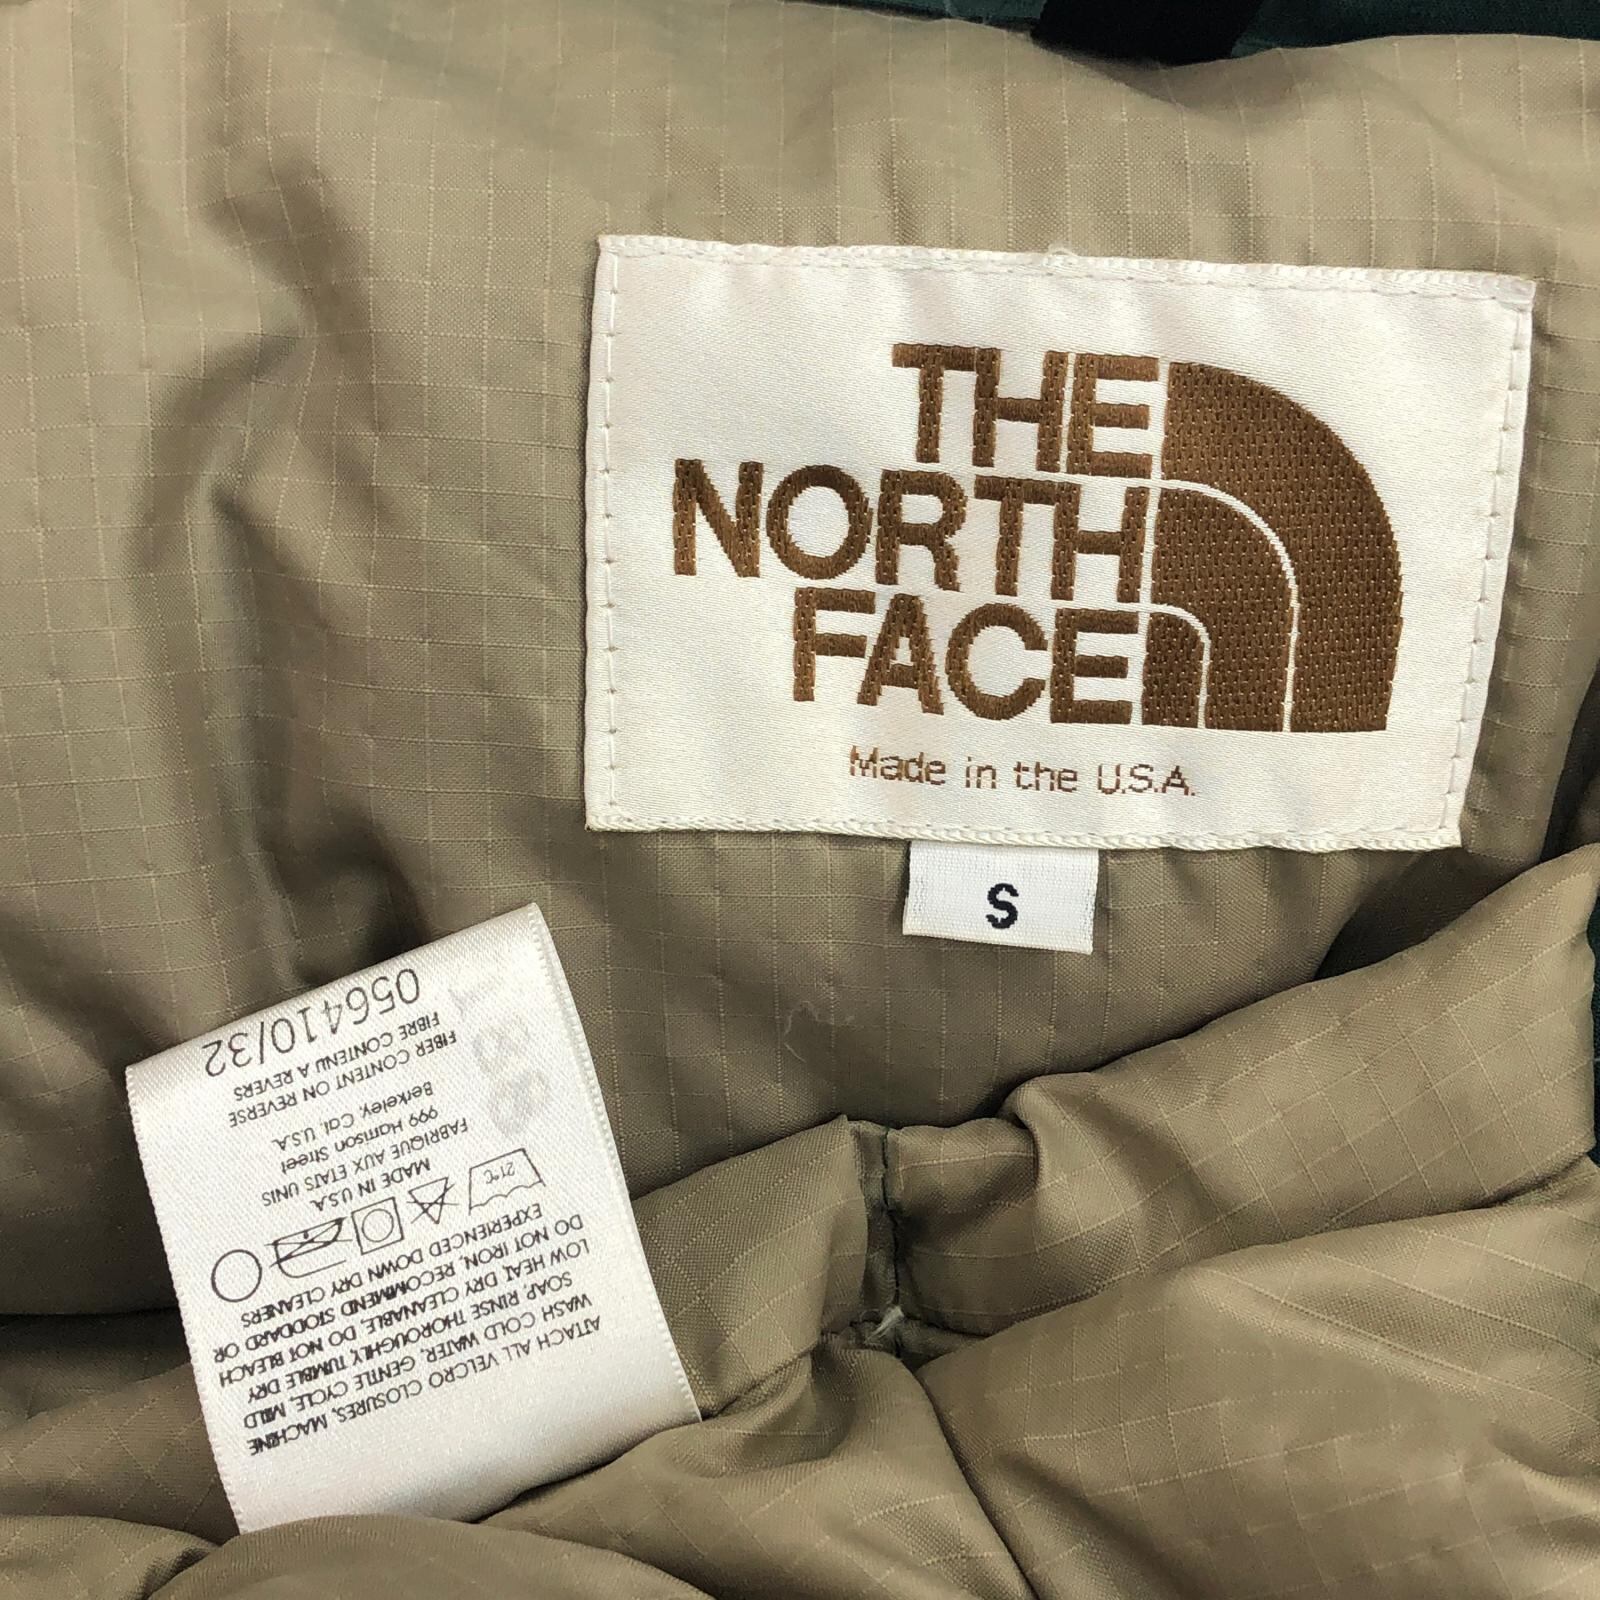 THE
NORTH
FACE
Made in the U.S.A.
S
056410/32
FIBRE CONTENU A REVERS
FIBER CONTENT ON REVERSE
Berkeley, Cal. U.S.A.
999 Harrison Street
FABRIQUE AUX ETATS UNIS
MADE IN U.S.A.
21°C
ATTACH ALL VELCRO CLOSURES, MACHINE
WASH COLD WATER, GENTLE CYCLE, MILD
SOAP, RINSE THOROUGHLY, TUMBLE DRY
LOW HEAT, DRY CLEANABLE, DO NOT BLEACH
DO NOT IRON, RECOMMEND STODDARD OR
EXPERIENCED DOWN DRY CLEANERS